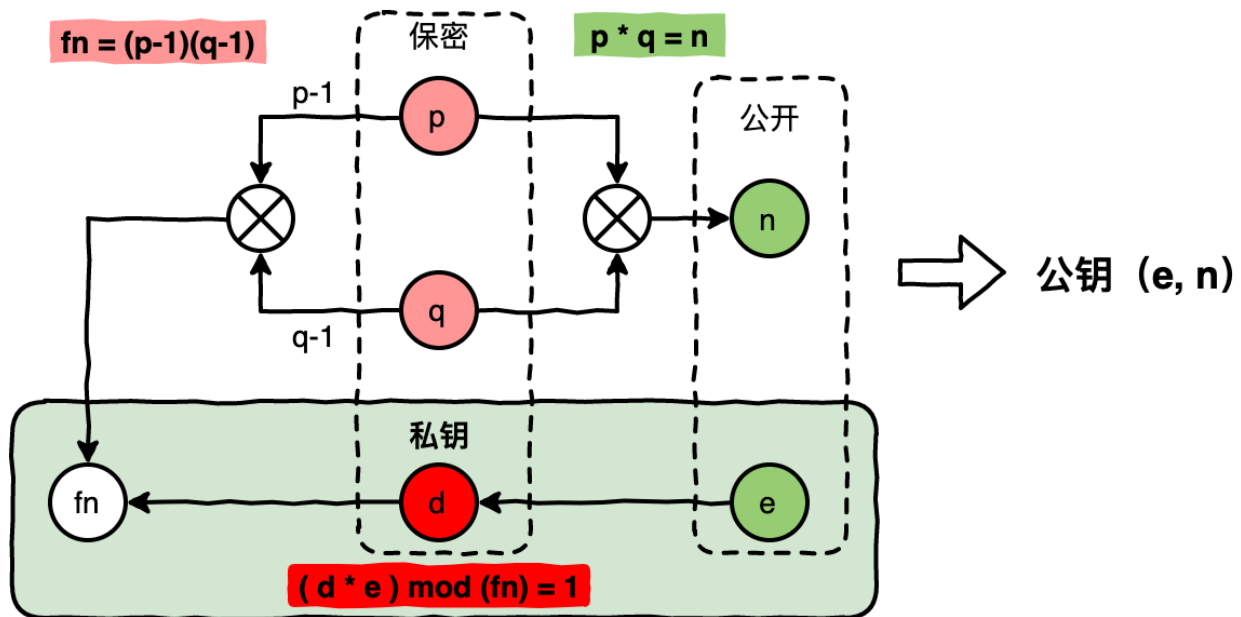 fn = (p-1)(q-1)
保密
p * q = n
p-1
p
公开
n
q
q-1
公钥（e, n）
私钥
fn
d
e
( d * e ) mod (fn) = 1